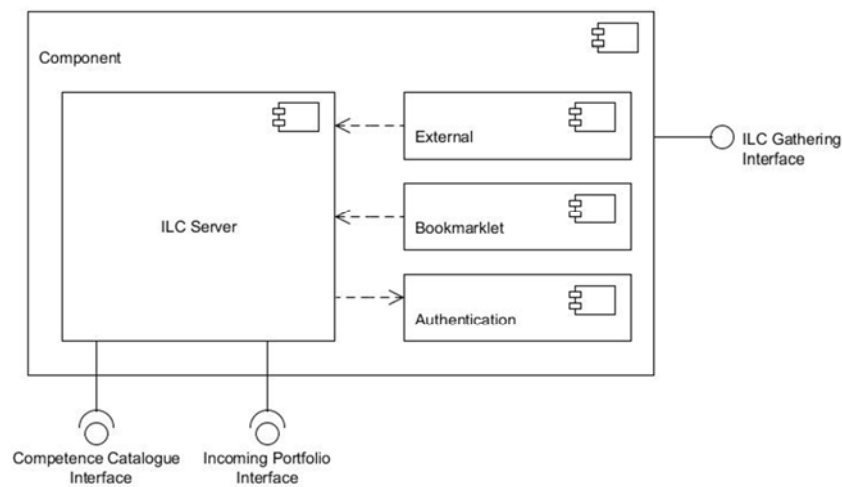 Component
External
ILC Gathering
Interface
ILC Server
Bookmarklet
Authentication
Competence Catalogue
Interface
Incoming Portfolio
Interface